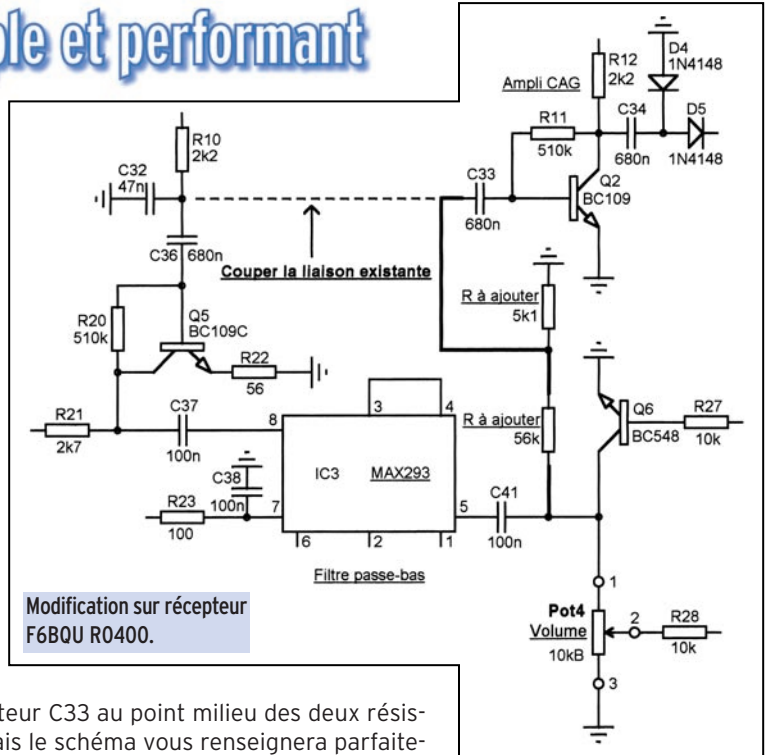 ple et performant
D4
1N4148
R12
2k2
Ampli CAG
R11
510k
C34
680n
D5
1N4148
C33
680n
Q2
BC109
R10
2k2
C32
47n
C36 680n
Couper la liaison existante
R20
510k
Q5
BC109C
R22
56
R à ajouter
5k1
R à ajouter
56k
Q6
BC548
R27
10k
R21
2k7
C37
100n
8
3
4
IC3 MAX293
C38
100n
R23
100
7
5
C41
100n
6
2
1
Filtre passe-bas
1
Pot4
Volume
10kB
2
R28
10k
3
Modification sur récepteur
F6BQU R0400.
teur C33 au point milieu des deux résis-
ais le schéma vous renseignera parfaite-